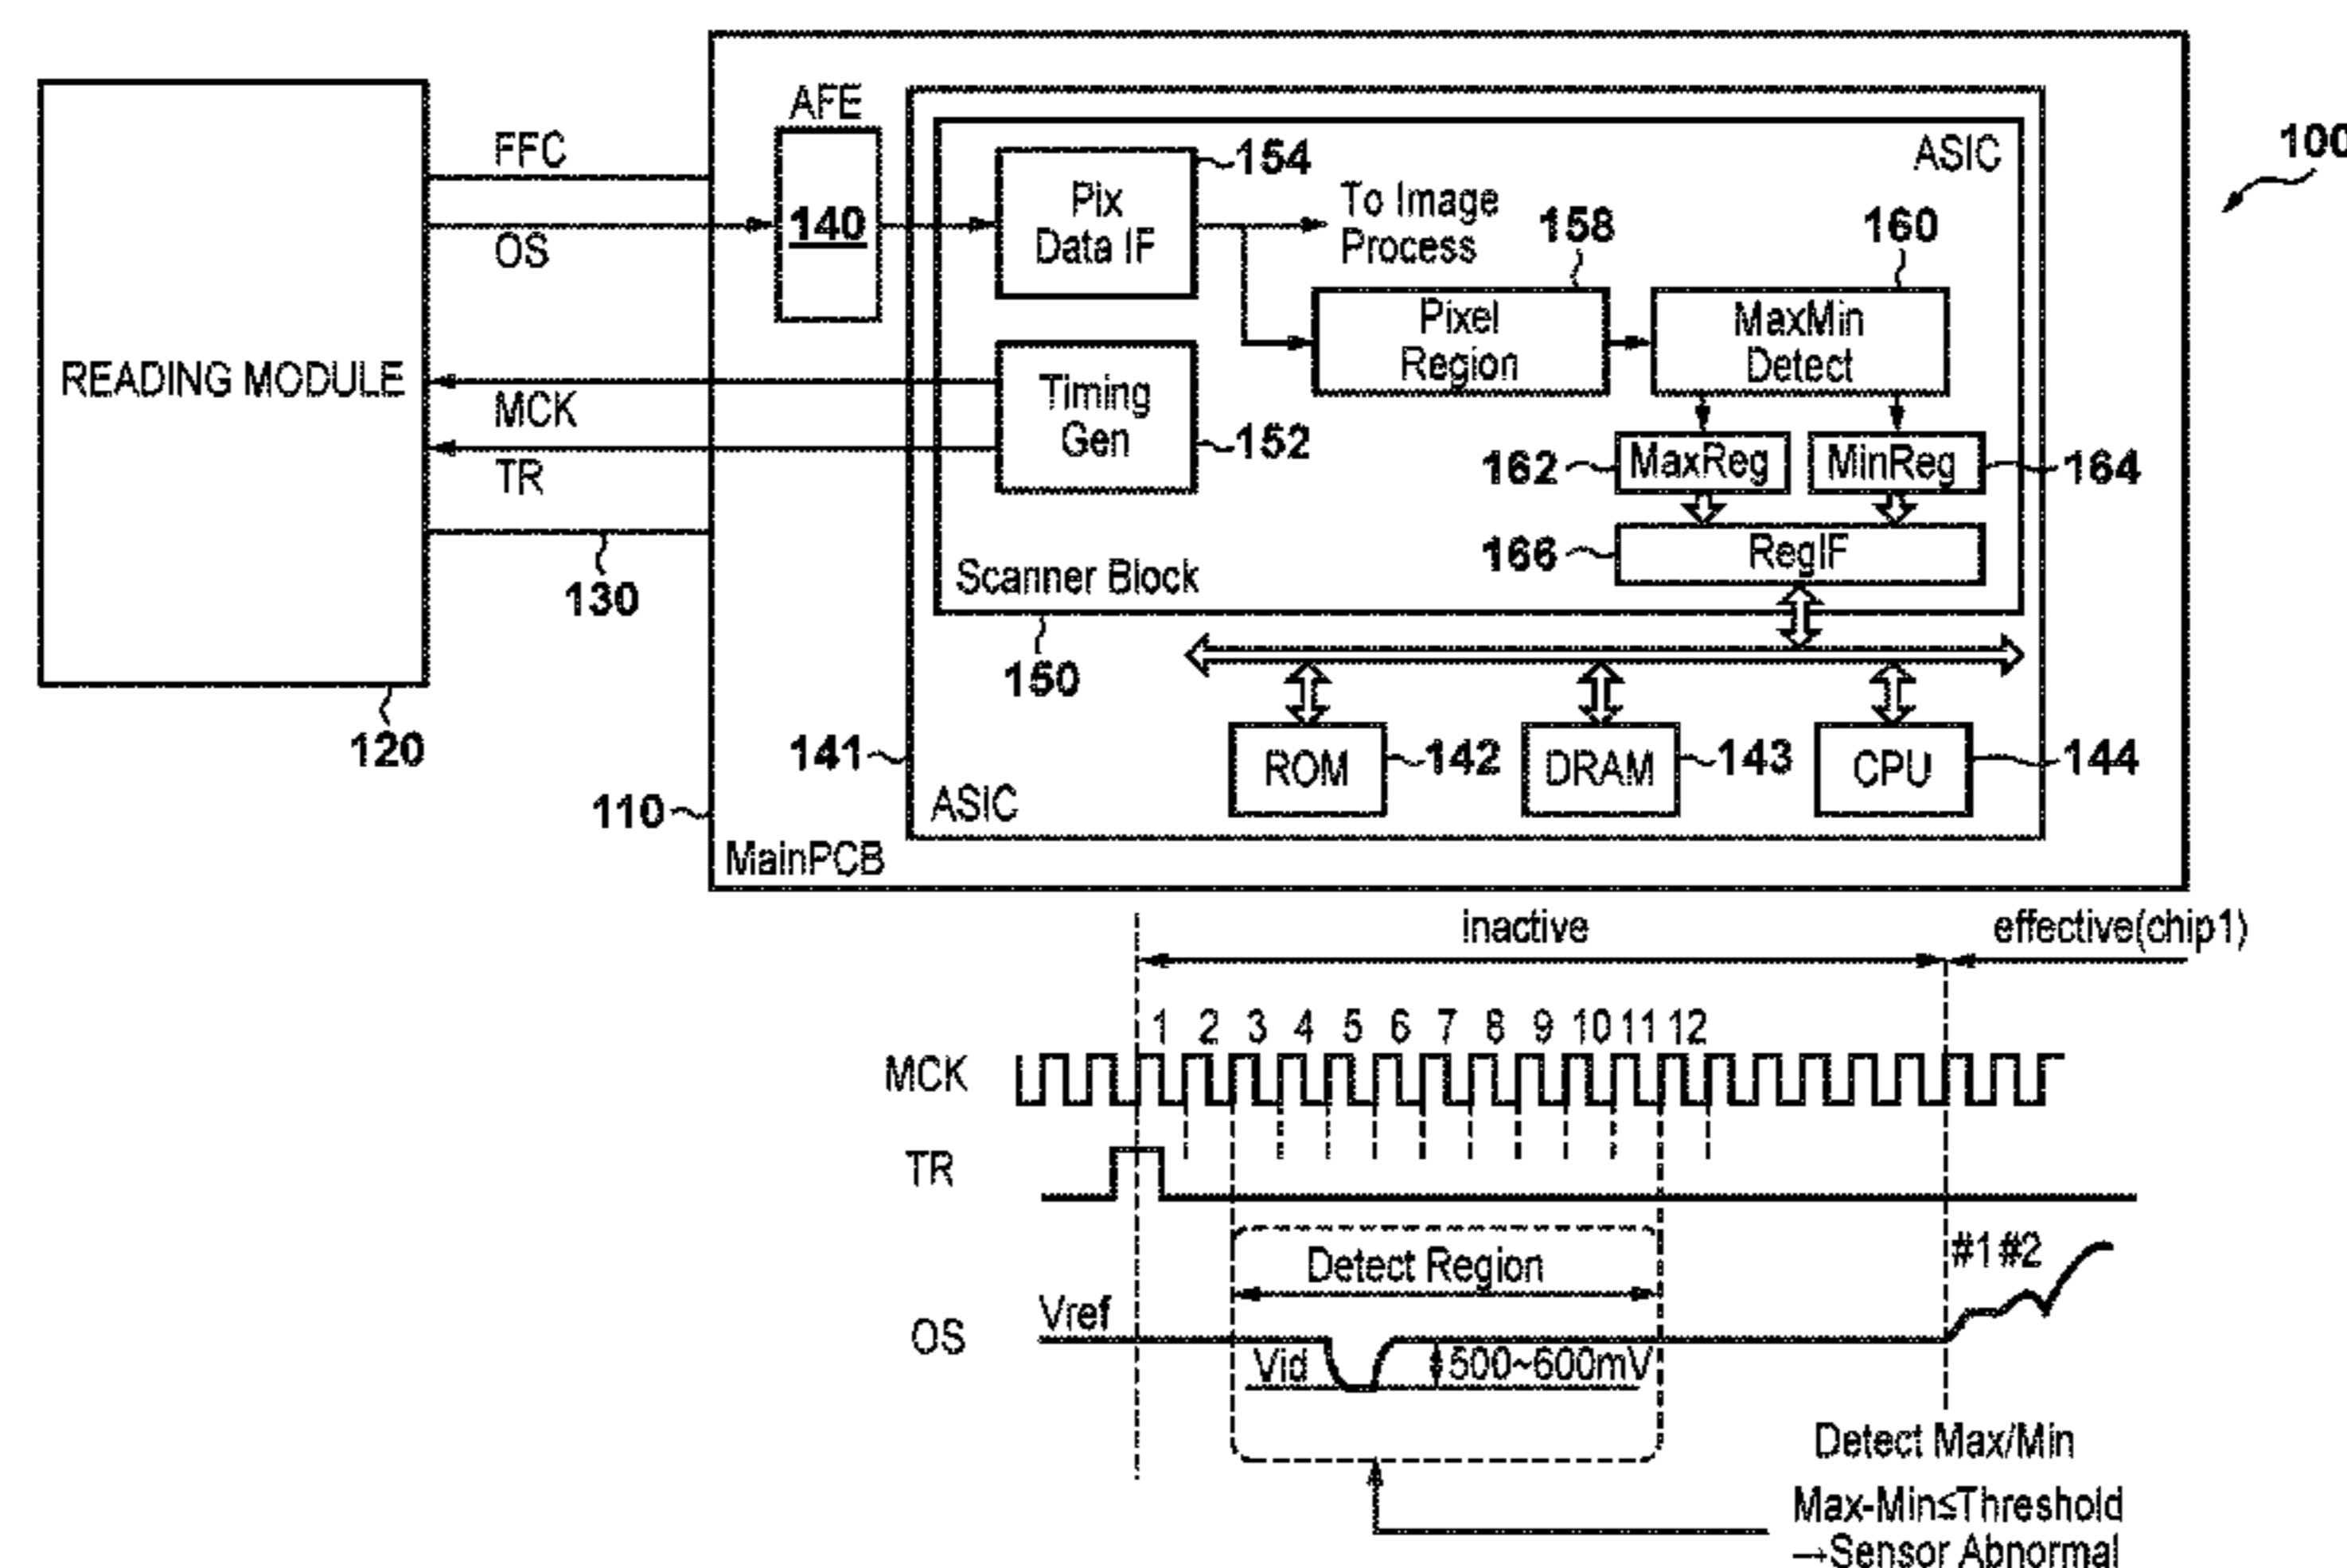 100
READING MODULE
120
FFC
OS
MCK
TR
130
AFE
140
ASIC
154
Pix
Data IF
To Image
Process
158
160
Pixel
Region
MaxMin
Detect
Timing
Gen
152
162
MaxReg
MinReg
164
166
RegIF
Scanner Block
150
141
ROM
142
DRAM
143
CPU
144
ASIC
110
MainPCB
inactive
effective(chip1)
1 2 3 4 5 6 7 8 9 10 11 12
MCK
TR
Detect Region
#1 #2
Vref
OS
Vid
500~600mV
Detect Max/Min
Max-Min≤Threshold
→Sensor Abnormal